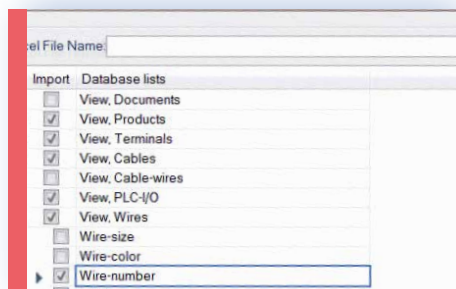 cel File Name:
Import Database lists
View, Documents
View, Products
View, Terminals
View, Cables
View, Cable-wires
View, PLC-I/O
View, Wires
Wire-size
Wire-color
Wire-number